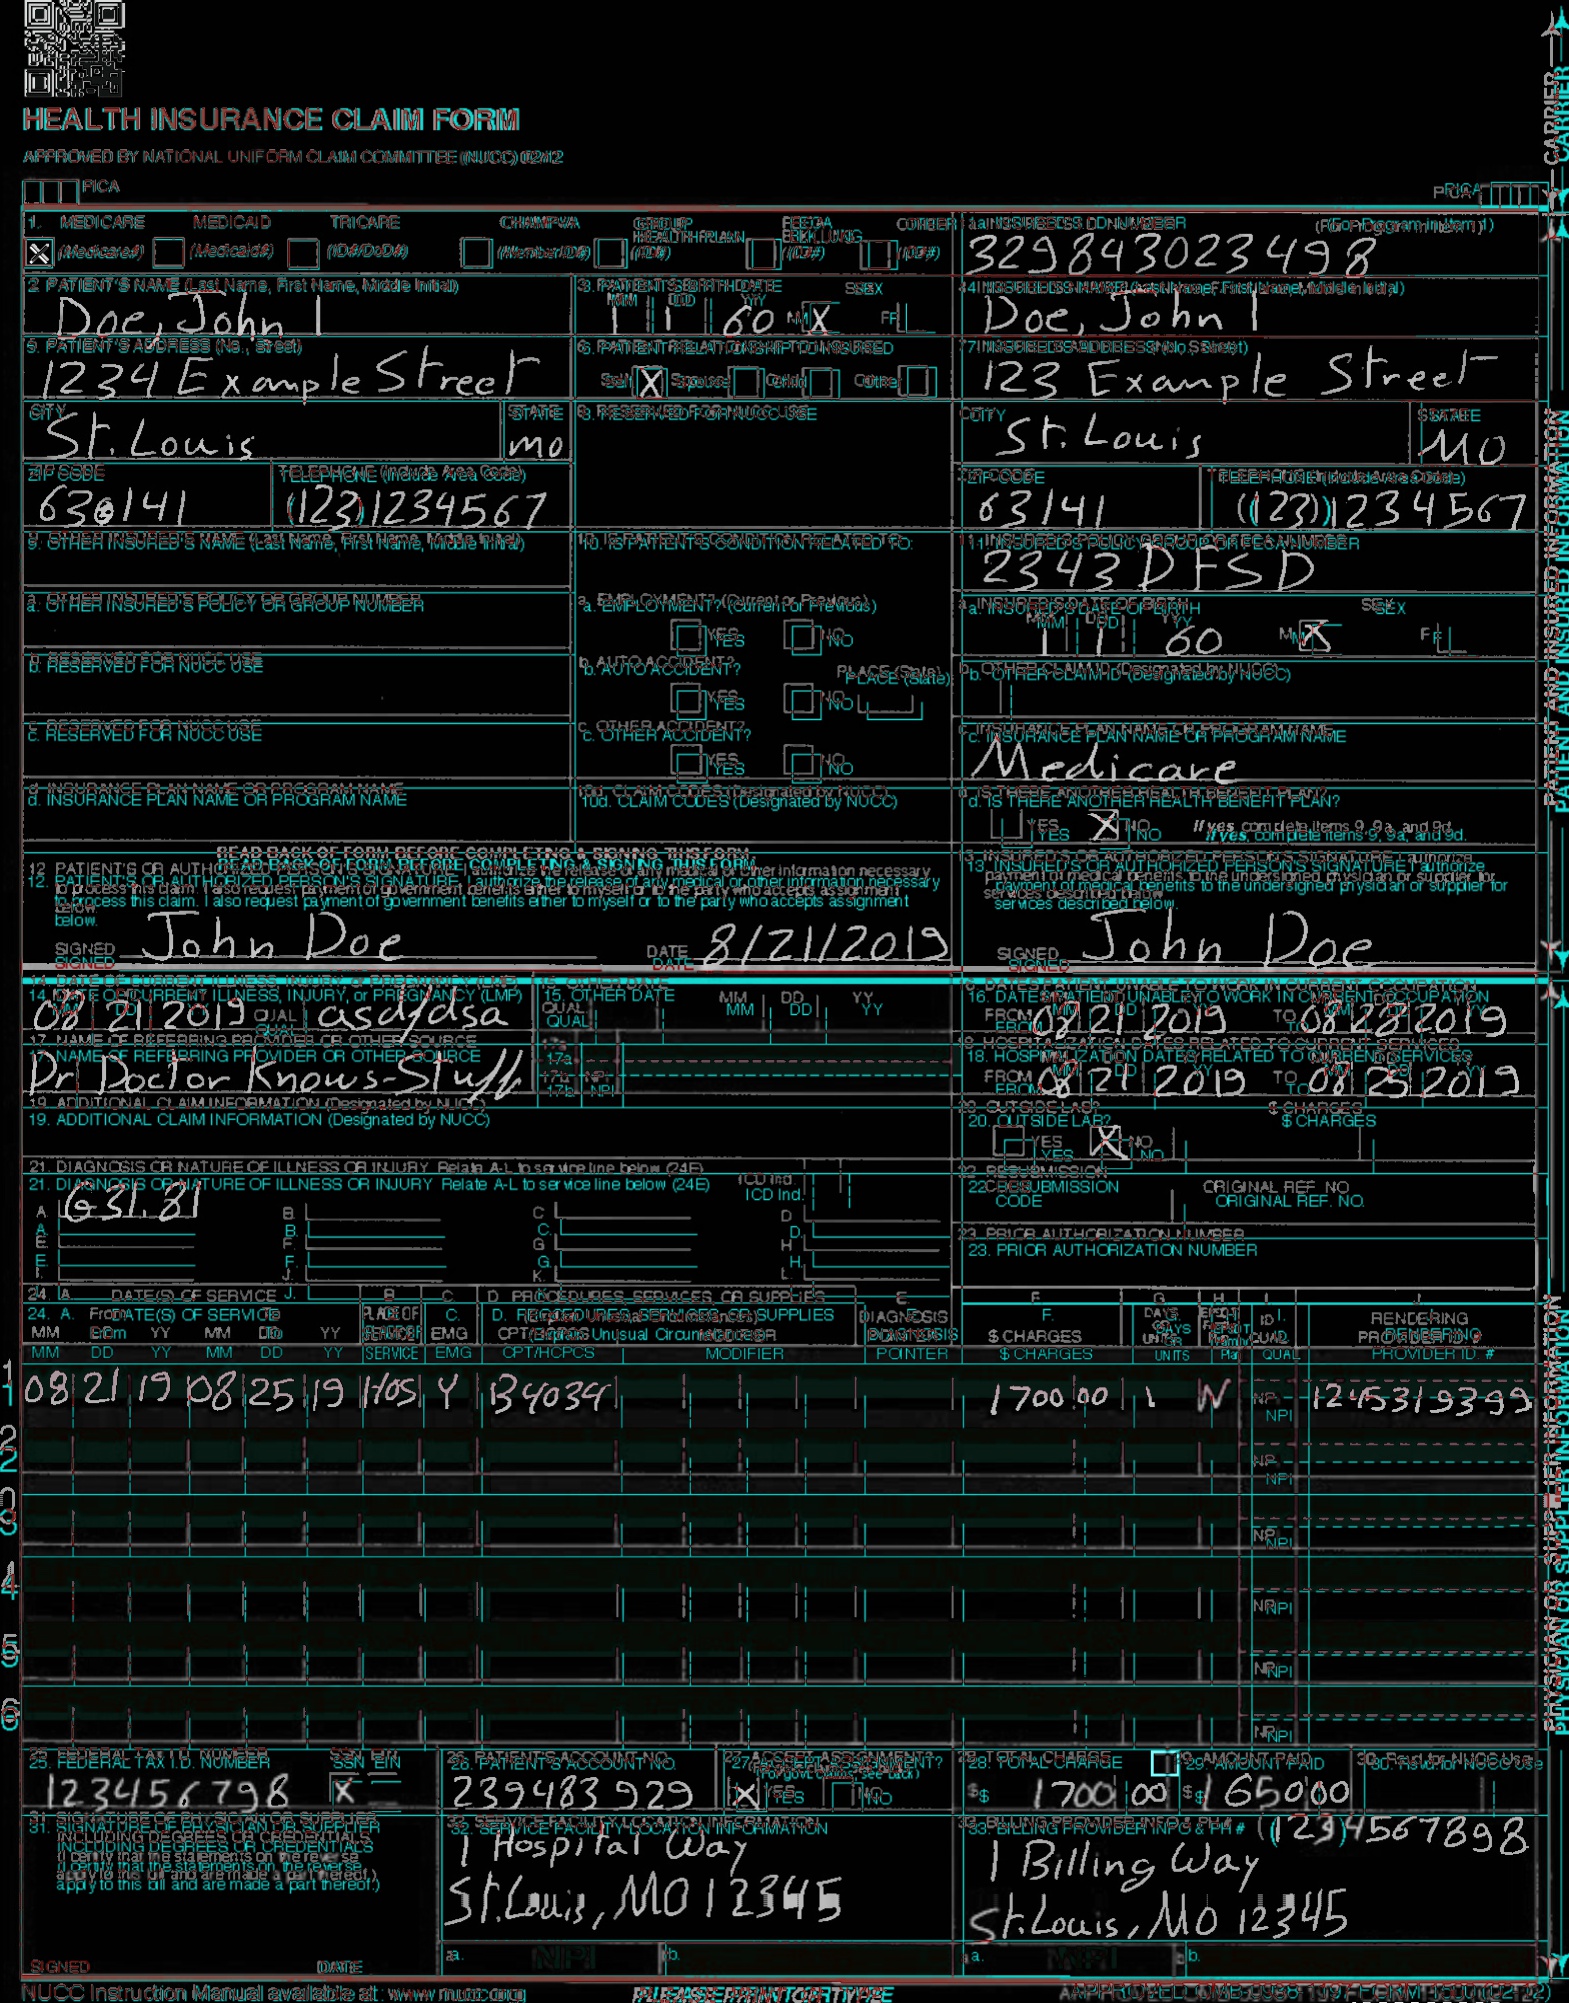 HEALTH INSURANCE CLAIM FORM
APPROVED BY NATIONAL UNIFORM CLAIM COMMITTEE (NUCC) 02/12
PICA PICA
CARRIER
1. MEDICARE MEDICAID TRICARE CHAMPVA GROUP HEALTH PLAN FECA BLK LUNG OTHER 1a. INSURED'S I.D. NUMBER (For Program in Item 1)
X (Medicare#) (Medicaid#) (ID#/DoD#) (Member ID#) (ID#) (ID#) (ID#) 329843023498
2. PATIENT'S NAME (Last Name, First Name, Middle Initial) 3. PATIENT'S BIRTH DATE SEX 4. INSURED'S NAME (Last Name, First Name, Middle Initial)
MM DD YY
Doe, John I 1 1 60 M X F Doe, John I
5. PATIENT'S ADDRESS (No., Street) 6. PATIENT RELATIONSHIP TO INSURED 7. INSURED'S ADDRESS (No., Street)
1234 Example Street Self X Spouse Child Other 123 Example Street
CITY STATE 8. RESERVED FOR NUCC USE CITY STATE
St. Louis MO St. Louis MO
ZIP CODE TELEPHONE (Include Area Code) ZIP CODE TELEPHONE (Include Area Code)
(123) 1234567 63141 (123) 1234567
9. OTHER INSURED'S NAME (Last Name, First Name, Middle Initial) 10. IS PATIENT'S CONDITION RELATED TO: 11. INSURED'S POLICY GROUP OR FECA NUMBER
2343 DFSD
a. OTHER INSURED'S POLICY OR GROUP NUMBER a. EMPLOYMENT? (Current or Previous) a. INSURED'S DATE OF BIRTH SEX
MM DD YY
YES NO 1 1 60 M X F
b. RESERVED FOR NUCC USE b. AUTO ACCIDENT? PLACE (State) b. OTHER CLAIM ID (Designated by NUCC)
YES NO
c. RESERVED FOR NUCC USE c. OTHER ACCIDENT? c. INSURANCE PLAN NAME OR PROGRAM NAME
YES NO Medicare
d. INSURANCE PLAN NAME OR PROGRAM NAME 10d. CLAIM CODES (Designated by NUCC) d. IS THERE ANOTHER HEALTH BENEFIT PLAN?
YES X NO If yes, complete items 9, 9a, and 9d.
READ BACK OF FORM BEFORE COMPLETING & SIGNING THIS FORM.
12. PATIENT'S OR AUTHORIZED PERSON'S SIGNATURE I authorize the release of any medical or other information necessary
to process this claim. I also request payment of government benefits either to myself or to the party who accepts assignment
below.
13. INSURED'S OR AUTHORIZED PERSON'S SIGNATURE I authorize
payment of medical benefits to the undersigned physician or supplier for
services described below.
SIGNED John Doe DATE 8/21/2019 SIGNED John Doe
PATIENT AND INSURED INFORMATION
14. DATE OF CURRENT ILLNESS, INJURY, or PREGNANCY (LMP) 15. OTHER DATE MM DD YY 16. DATES PATIENT UNABLE TO WORK IN CURRENT OCCUPATION
08 21 2019 QUAL. asdfdsa QUAL. FROM 08 21 2019 TO 08 28 2019
17. NAME OF REFERRING PROVIDER OR OTHER SOURCE 17a. 18. HOSPITALIZATION DATES RELATED TO CURRENT SERVICES
Dr Doctor Knows-Stuff 17b. NPI FROM 08 21 2019 TO 08 25 2019
19. ADDITIONAL CLAIM INFORMATION (Designated by NUCC) 20. OUTSIDE LAB? $ CHARGES
YES X NO
21. DIAGNOSIS OR NATURE OF ILLNESS OR INJURY Relate A-L to service line below (24E) ICD Ind. 22. RESUBMISSION CODE ORIGINAL REF. NO.
A. G31.81 B. C. D.
E. F. G. H. 23. PRIOR AUTHORIZATION NUMBER
I. J. K. L.
24. A. DATE(S) OF SERVICE B. C. D. PROCEDURES, SERVICES, OR SUPPLIES E. F. G. H. I. J.
From To PLACE OF SERVICE EMG (Explain Unusual Circumstances) DIAGNOSIS POINTER $ CHARGES DAYS OR UNITS ID. QUAL. RENDERING PROVIDER ID. #
MM DD YY MM DD YY CPT/HCPCS MODIFIER
1 08 21 19 08 25 19 Hos Y B4034 1700 00 1 N NPI 1245319399
2 NPI
3 NPI
4 NPI
5 NPI
6 NPI
PHYSICIAN OR SUPPLIER INFORMATION
25. FEDERAL TAX I.D. NUMBER SSN EIN 26. PATIENT'S ACCOUNT NO. 27. ACCEPT ASSIGNMENT? (For govt. claims, see back) 28. TOTAL CHARGE 29. AMOUNT PAID 30. Rsvd for NUCC Use
123456798 X 239483929 X YES NO $ 1700 00 $ 1650 00
31. SIGNATURE OF PHYSICIAN OR SUPPLIER
INCLUDING DEGREES OR CREDENTIALS
(I certify that the statements on the reverse
apply to this bill and are made a part thereof.)
SIGNED DATE
32. SERVICE FACILITY LOCATION INFORMATION
1 Hospital Way
St. Louis, MO 12345
a. NPI b.
33. BILLING PROVIDER INFO & PH # (123) 4567898
1 Billing Way
St. Louis, MO 12345
a. NPI b.
NUCC Instruction Manual available at: www.nucc.org PLEASE PRINT OR TYPE